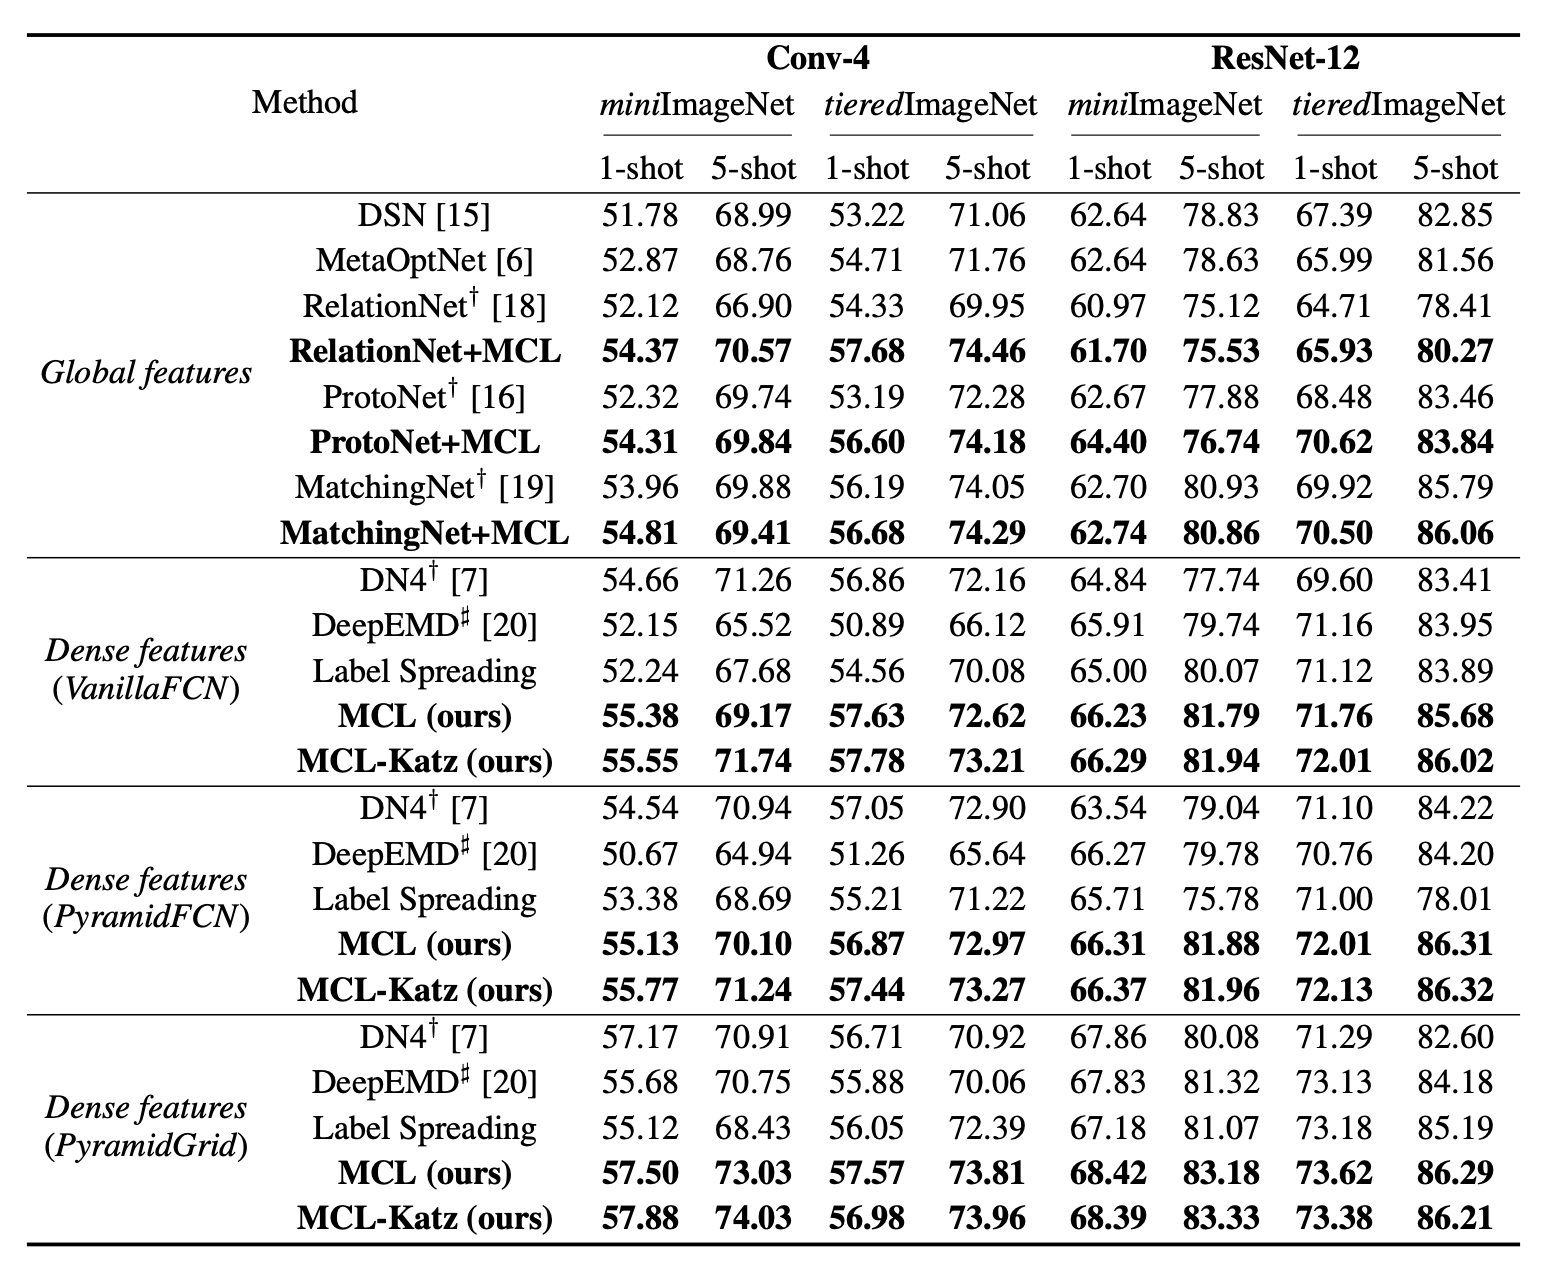 Conv-4 ResNet-12
Method miniImageNet tieredImageNet miniImageNet tieredImageNet
1-shot 5-shot 1-shot 5-shot 1-shot 5-shot 1-shot 5-shot
Global features
DSN [15] 51.78 68.99 53.22 71.06 62.64 78.83 67.39 82.85
MetaOptNet [6] 52.87 68.76 54.71 71.76 62.64 78.63 65.99 81.56
RelationNet† [18] 52.12 66.90 54.33 69.95 60.97 75.12 64.71 78.41
RelationNet+MCL 54.37 70.57 57.68 74.46 61.70 75.53 65.93 80.27
ProtoNet† [16] 52.32 69.74 53.19 72.28 62.67 77.88 68.48 83.46
ProtoNet+MCL 54.31 69.84 56.60 74.18 64.40 76.74 70.62 83.84
MatchingNet† [19] 53.96 69.88 56.19 74.05 62.70 80.93 69.92 85.79
MatchingNet+MCL 54.81 69.41 56.68 74.29 62.74 80.86 70.50 86.06
Dense features
(VanillaFCN)
DN4† [7] 54.66 71.26 56.86 72.16 64.84 77.74 69.60 83.41
DeepEMD♯ [20] 52.15 65.52 50.89 66.12 65.91 79.74 71.16 83.95
Label Spreading 52.24 67.68 54.56 70.08 65.00 80.07 71.12 83.89
MCL (ours) 55.38 69.17 57.63 72.62 66.23 81.79 71.76 85.68
MCL-Katz (ours) 55.55 71.74 57.78 73.21 66.29 81.94 72.01 86.02
Dense features
(PyramidFCN)
DN4† [7] 54.54 70.94 57.05 72.90 63.54 79.04 71.10 84.22
DeepEMD♯ [20] 50.67 64.94 51.26 65.64 66.27 79.78 70.76 84.20
Label Spreading 53.38 68.69 55.21 71.22 65.71 75.78 71.00 78.01
MCL (ours) 55.13 70.10 56.87 72.97 66.31 81.88 72.01 86.31
MCL-Katz (ours) 55.77 71.24 57.44 73.27 66.37 81.96 72.13 86.32
Dense features
(PyramidGrid)
DN4† [7] 57.17 70.91 56.71 70.92 67.86 80.08 71.29 82.60
DeepEMD♯ [20] 55.68 70.75 55.88 70.06 67.83 81.32 73.13 84.18
Label Spreading 55.12 68.43 56.05 72.39 67.18 81.07 73.18 85.19
MCL (ours) 57.50 73.03 57.57 73.81 68.42 83.18 73.62 86.29
MCL-Katz (ours) 57.88 74.03 56.98 73.96 68.39 83.33 73.38 86.21